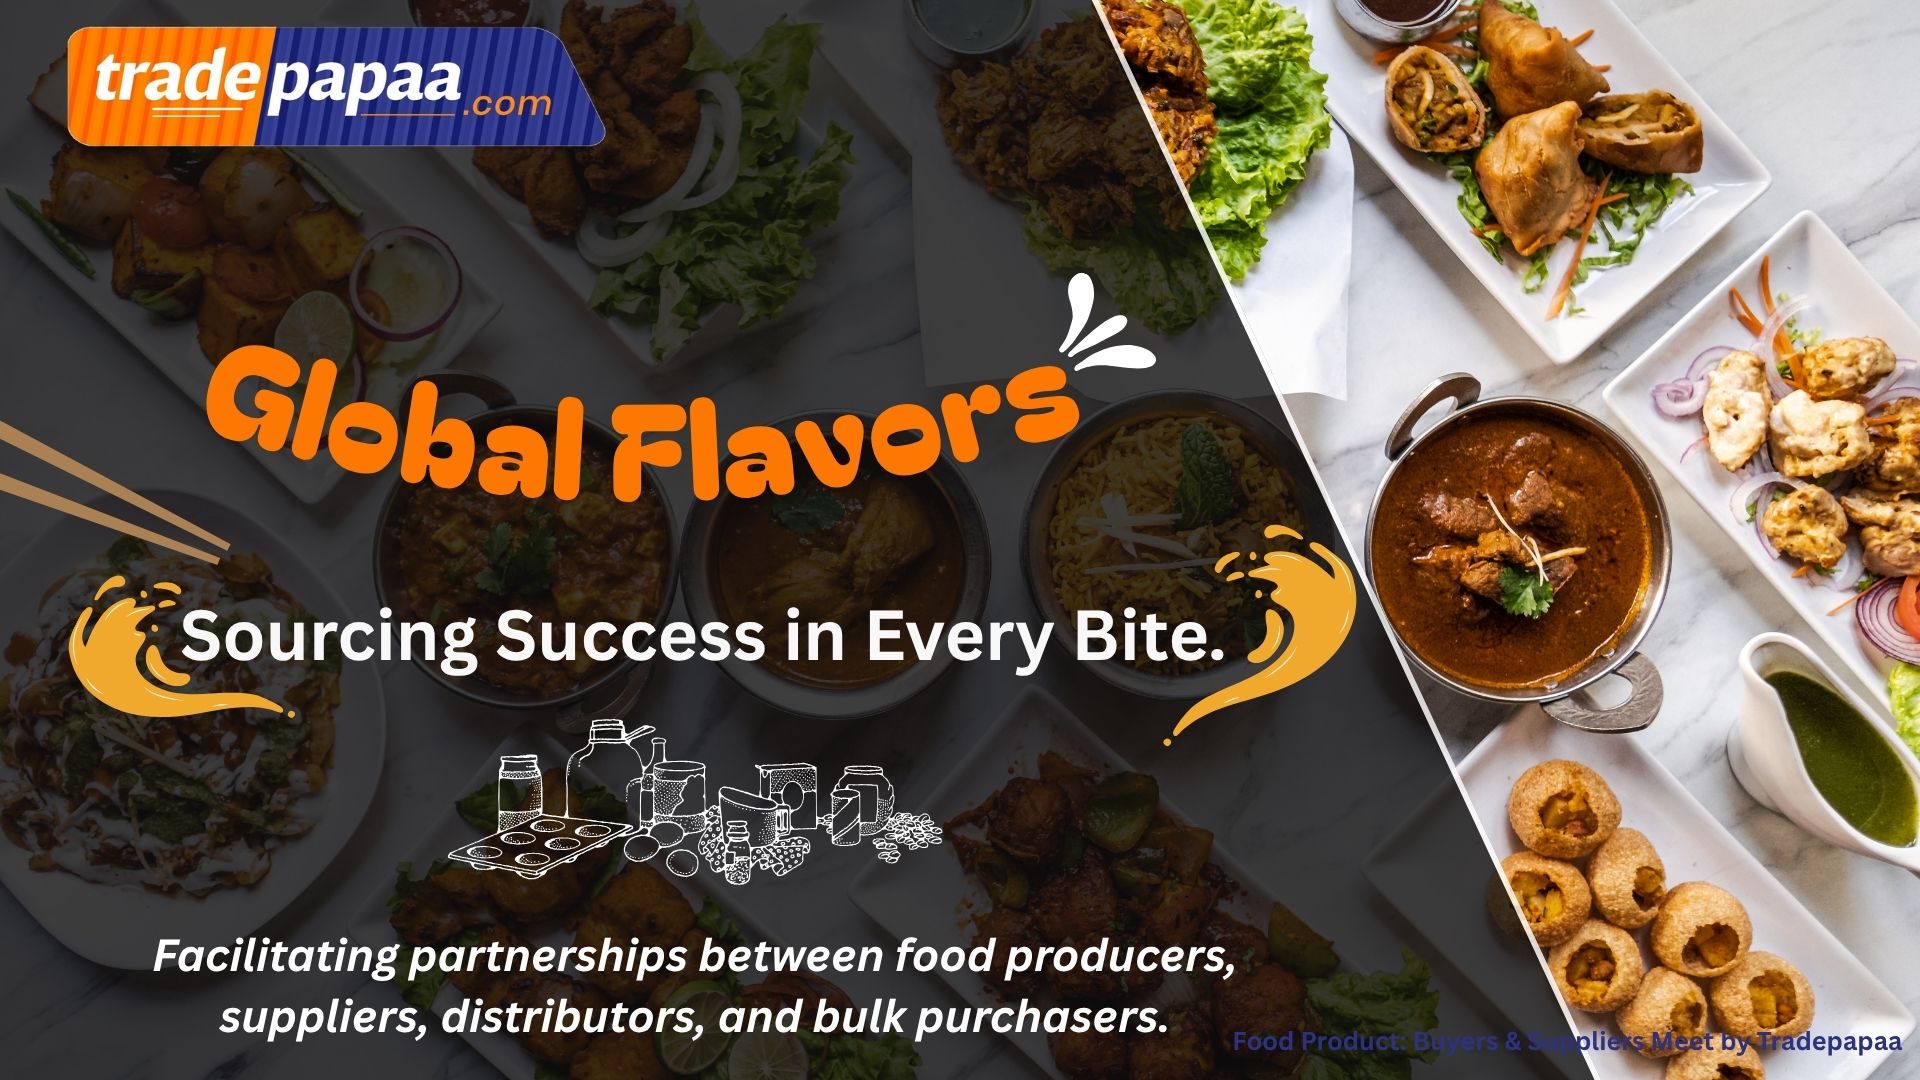 tradepapaa.com
Global Flavors
Sourcing Success in Every Bite.
Facilitating partnerships between food producers,
suppliers, distributors, and bulk purchasers.
Food Product: Buyers & Suppliers Meet by Tradepapaa